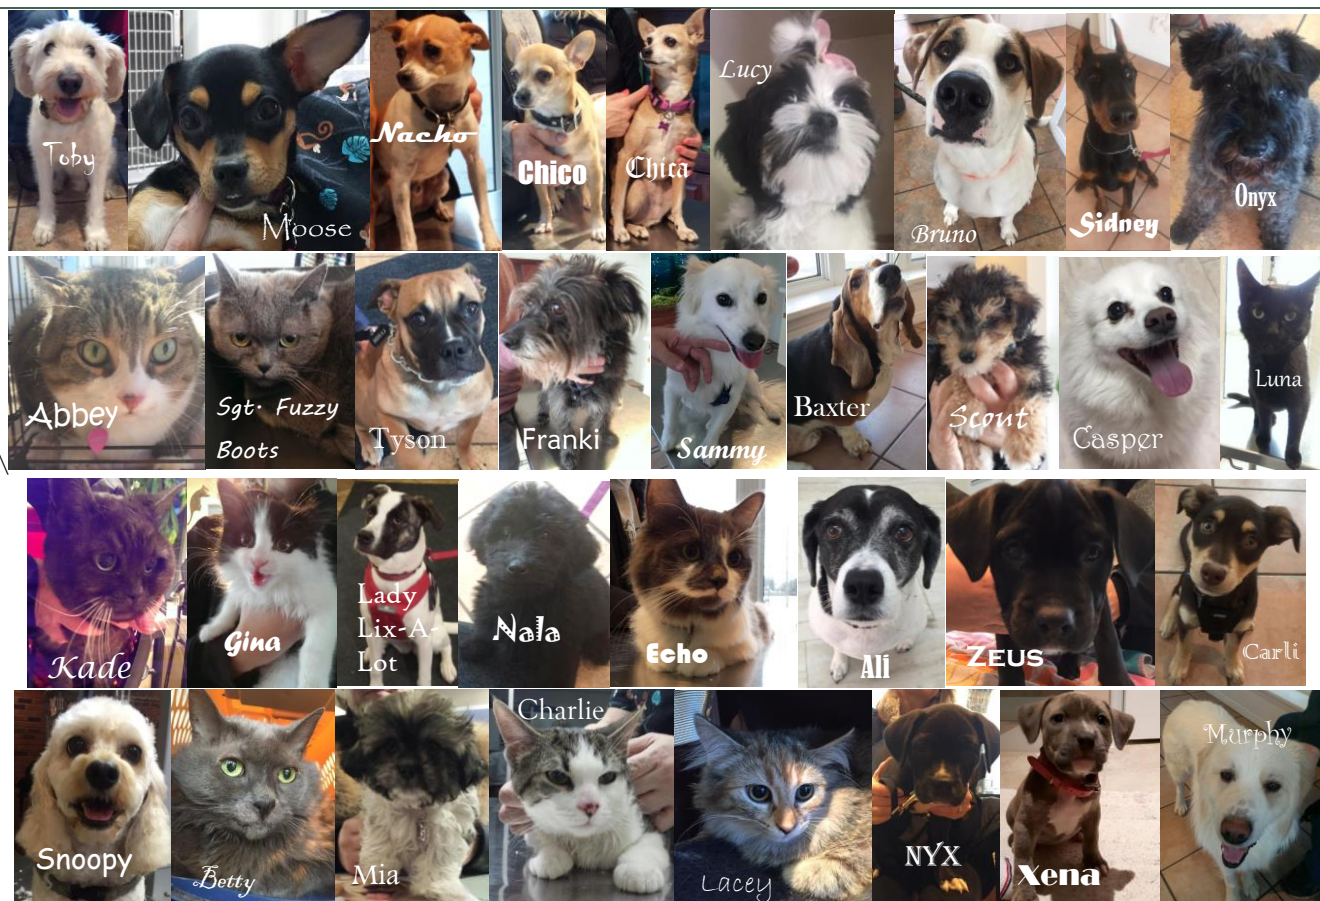 Toby
Moose
Nacho
Chico
Chica
Lucy
Bruno
Sidney
Onyx
Abbey
Sgt. Fuzzy
Boots
Tyson
Franki
Sammy
Baxter
Scout
Casper
Luna
Kade
Gina
Lady
Lix-A-
Lot
Nala
Echo
Ali
ZEUS
Carli
Snoopy
Betty
Mia
Charlie
Lacey
NYX
Xena
Murphy